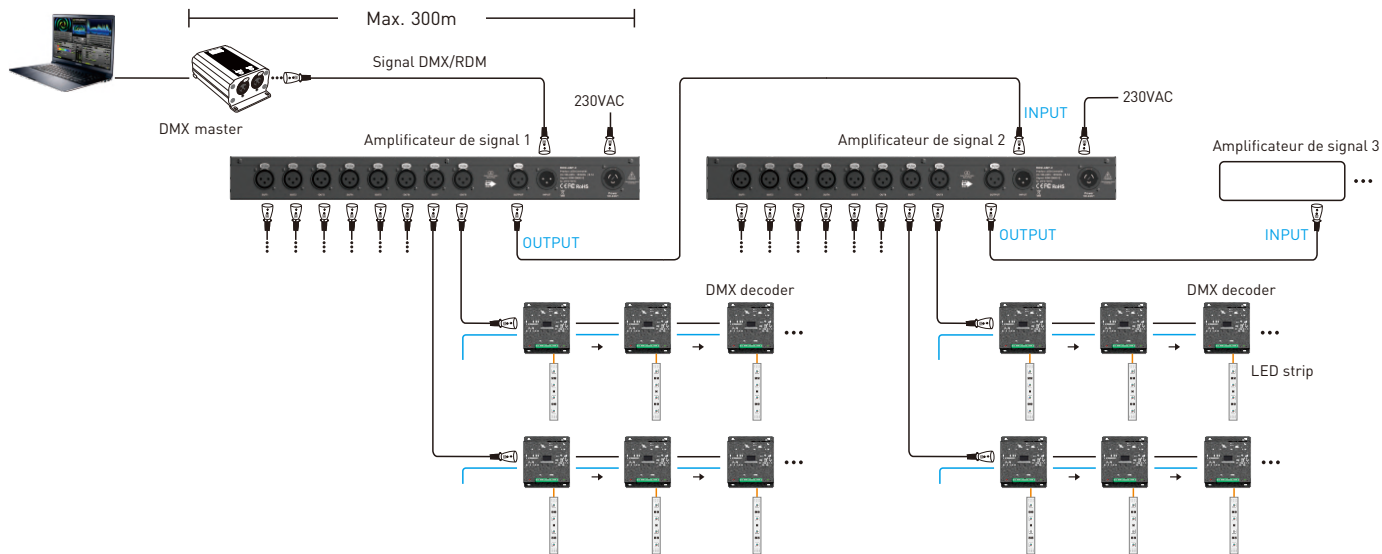 Max. 300m
Signal DMX/RDM
230VAC
230VAC
DMX master
INPUT
Amplificateur de signal 1
Amplificateur de signal 2
Amplificateur de signal 3
OUTPUT
OUTPUT
INPUT
DMX decoder
DMX decoder
LED strip